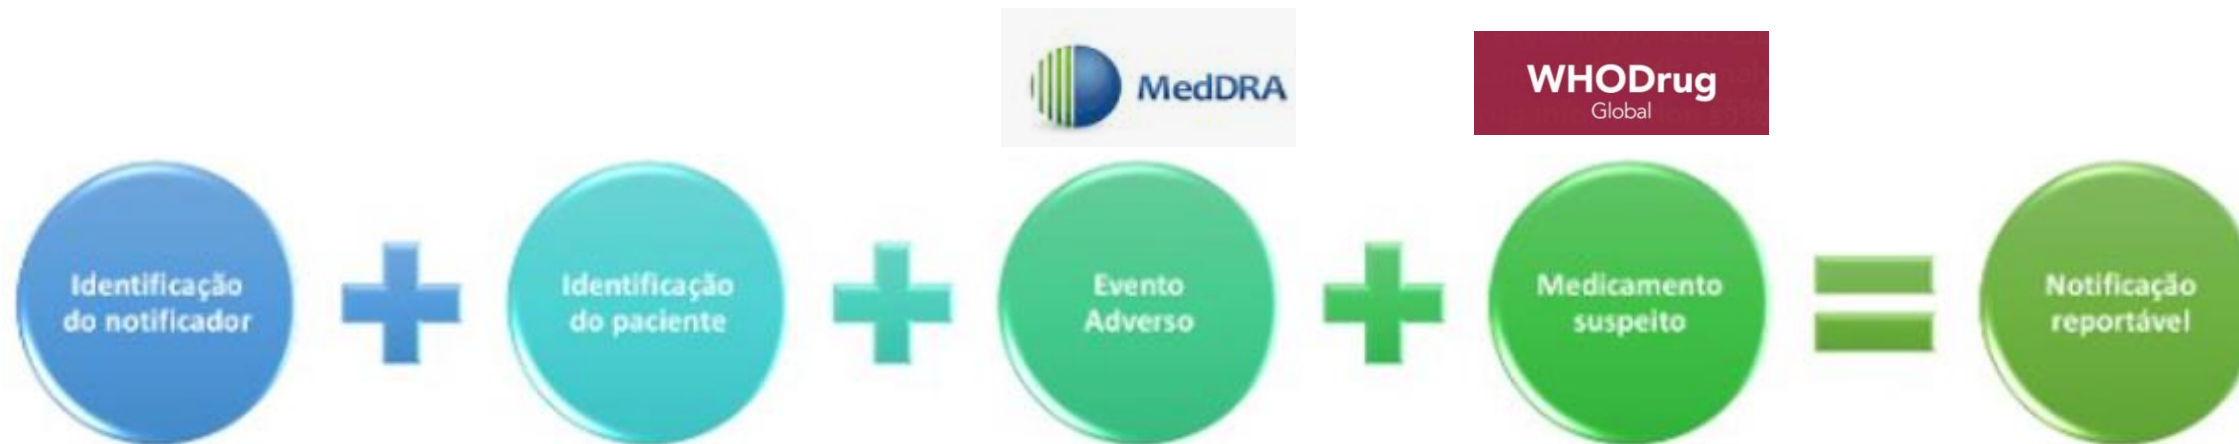 MedDRA
WHODrug
Global
Identificação
do notificador
Identificação
do paciente
Evento
Adverso
Medicamento
suspeito
Notificação
reportável